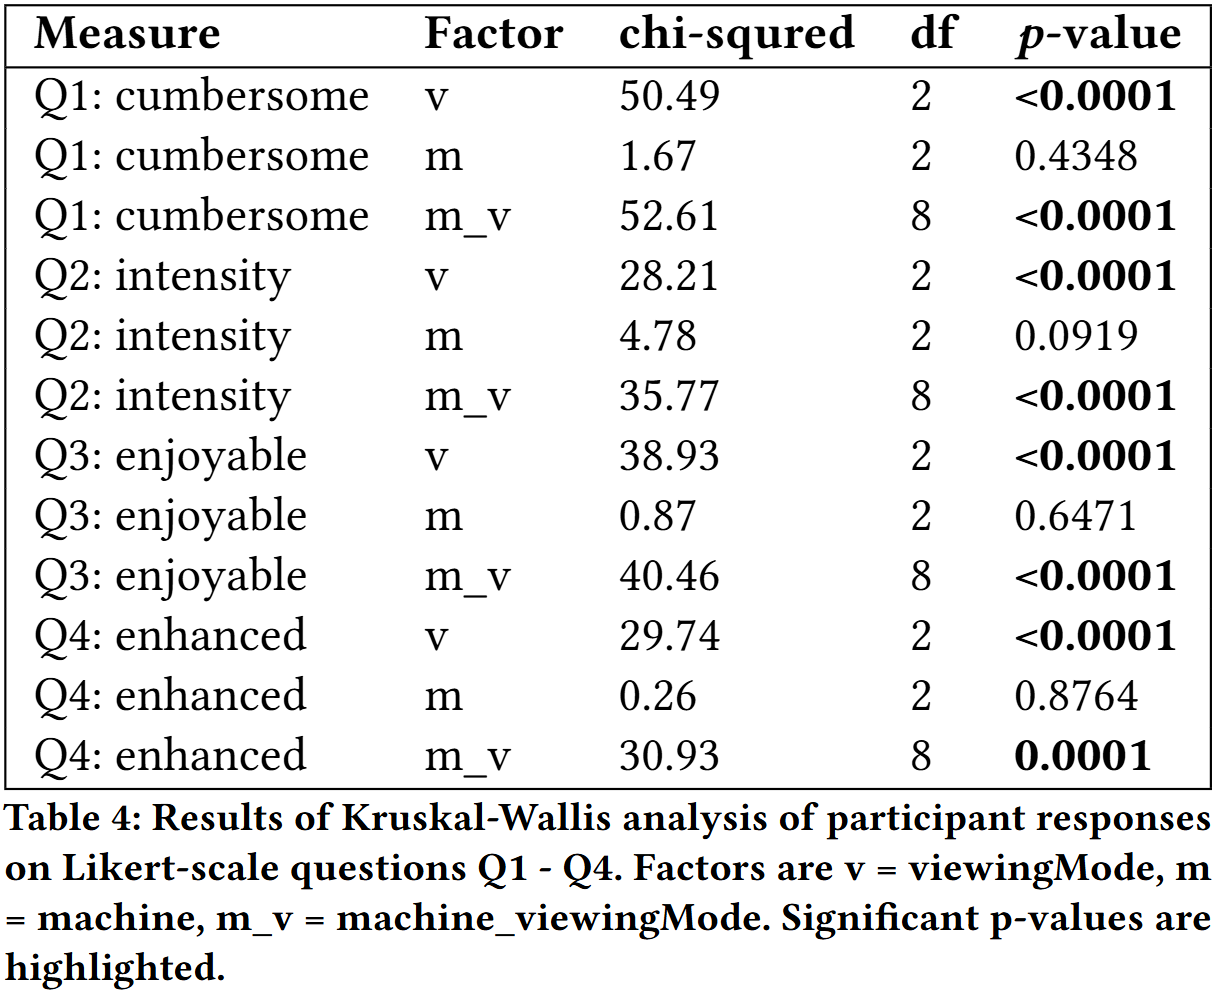 Measure Factor chi-squred df p-value
Q1: cumbersome v 50.49 2 <0.0001
Q1: cumbersome m 1.67 2 0.4348
Q1: cumbersome m_v 52.61 8 <0.0001
Q2: intensity v 28.21 2 <0.0001
Q2: intensity m 4.78 2 0.0919
Q2: intensity m_v 35.77 8 <0.0001
Q3: enjoyable v 38.93 2 <0.0001
Q3: enjoyable m 0.87 2 0.6471
Q3: enjoyable m_v 40.46 8 <0.0001
Q4: enhanced v 29.74 2 <0.0001
Q4: enhanced m 0.26 2 0.8764
Q4: enhanced m_v 30.93 8 0.0001
Table 4: Results of Kruskal-Wallis analysis of participant responses
on Likert-scale questions Q1 - Q4. Factors are v = viewingMode, m
= machine, m_v = machine_viewingMode. Significant p-values are
highlighted.